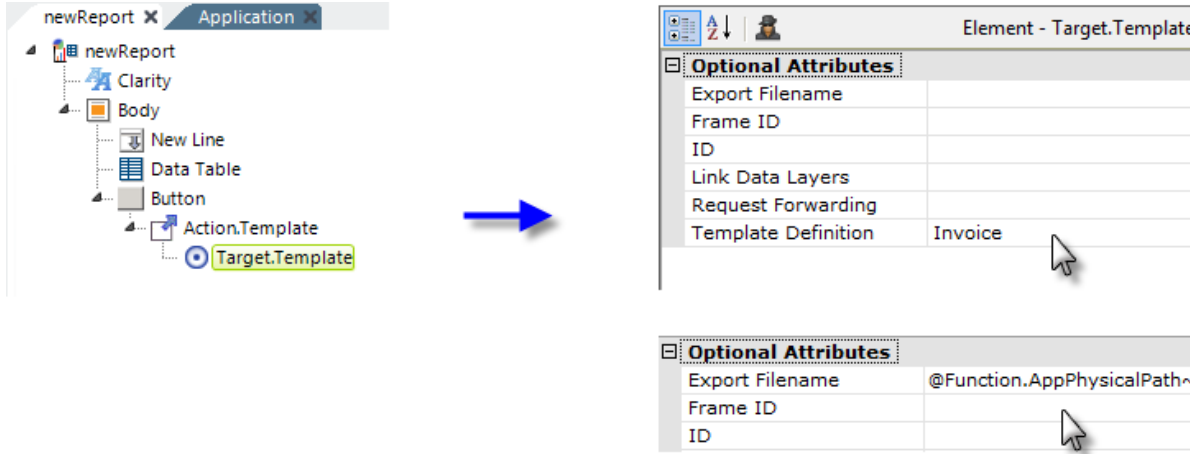 newReport Application
newReport
Clarity
Body
New Line
Data Table
Button
Action.Template
Target.Template
Element - Target.Template
Optional Attributes
Export Filename
Frame ID
ID
Link Data Layers
Request Forwarding
Template Definition Invoice
Optional Attributes
Export Filename @Function.AppPhysicalPath~
Frame ID
ID